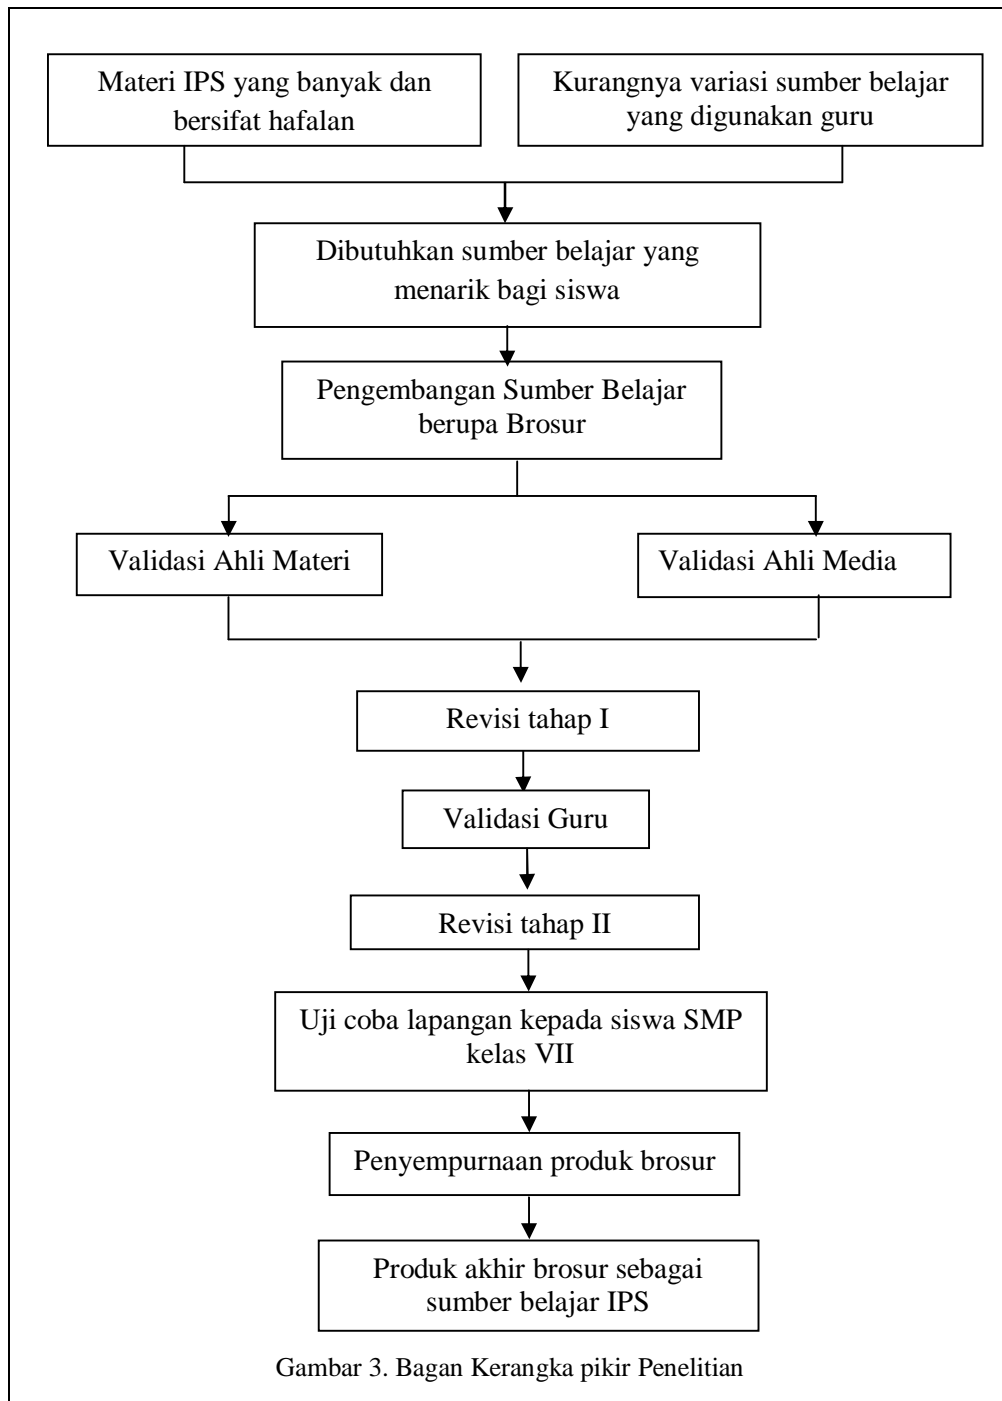 Materi IPS yang banyak dan
bersifat hafalan
Kurangnya variasi sumber belajar
yang digunakan guru
Dibutuhkan sumber belajar yang
menarik bagi siswa
Pengembangan Sumber Belajar
berupa Brosur
Validasi Ahli Materi
Validasi Ahli Media
Revisi tahap I
Validasi Guru
Revisi tahap II
Uji coba lapangan kepada siswa SMP
kelas VII
Penyempurnaan produk brosur
Produk akhir brosur sebagai
sumber belajar IPS
Gambar 3. Bagan Kerangka pikir Penelitian